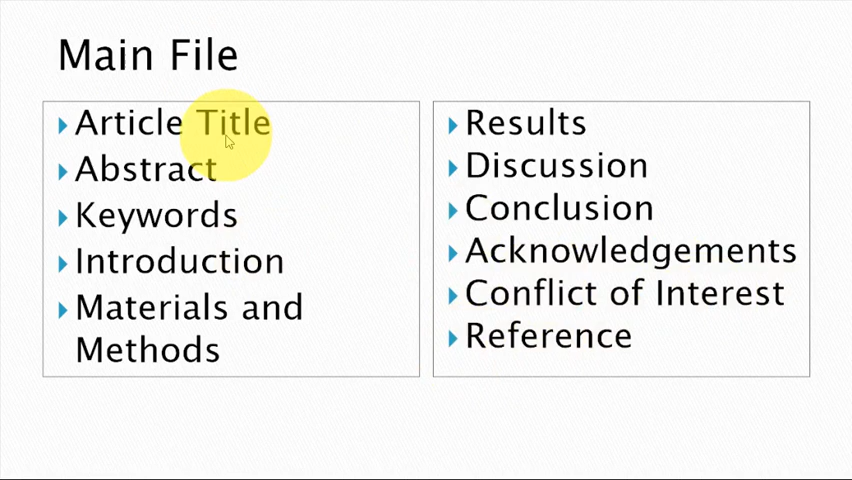 Main File
Article Title
Abstract
Keywords
Introduction
Materials and
Methods
Results
Discussion
Conclusion
Acknowledgements
Conflict of Interest
Reference